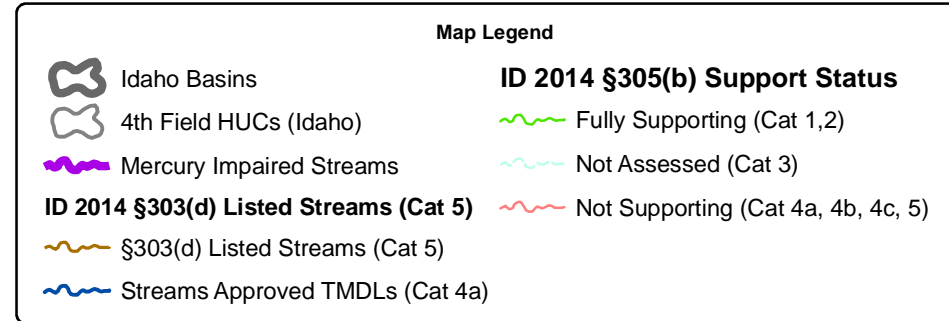 Map Legend
Idaho Basins
4th Field HUCs (Idaho)
Mercury Impaired Streams
ID 2014 §303(d) Listed Streams (Cat 5)
§303(d) Listed Streams (Cat 5)
Streams Approved TMDLs (Cat 4a)
ID 2014 §305(b) Support Status
Fully Supporting (Cat 1,2)
Not Assessed (Cat 3)
Not Supporting (Cat 4a, 4b, 4c, 5)